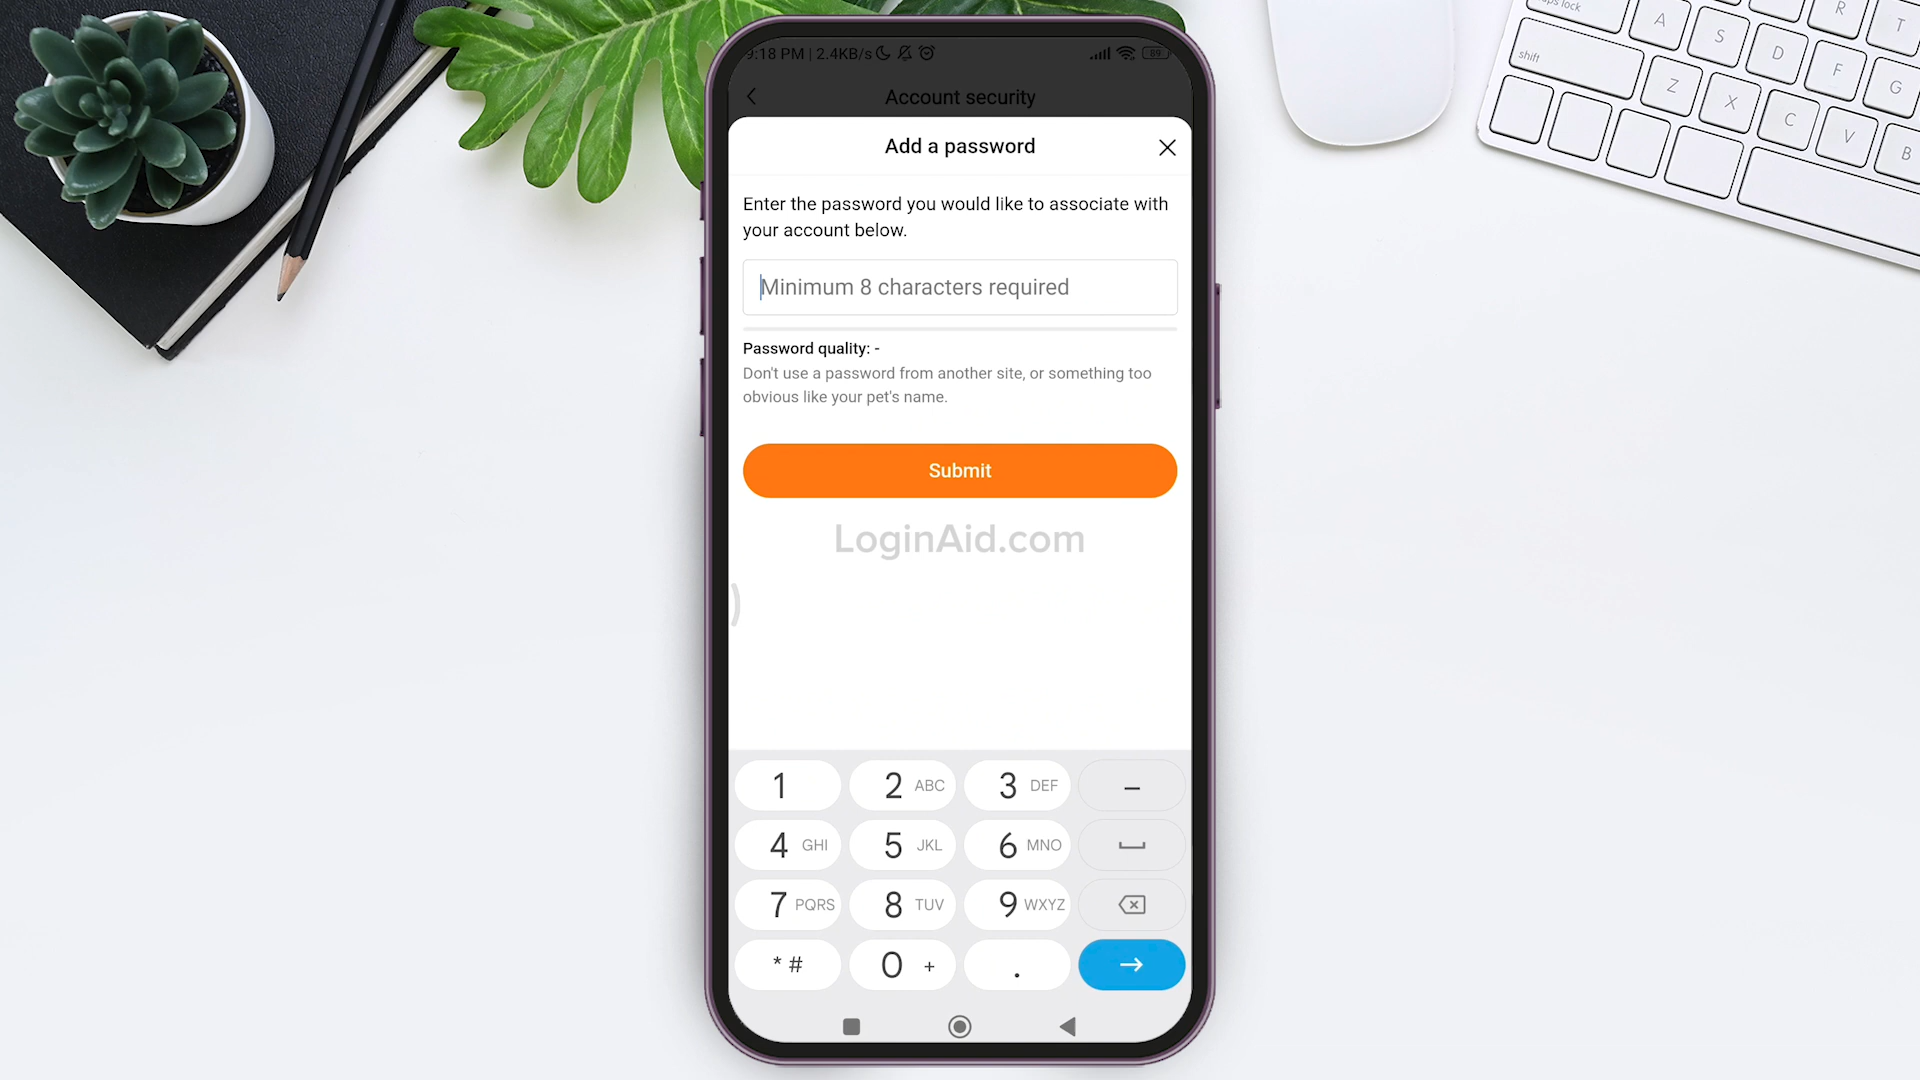 9:18 PM | 2.4KB/s
89
Account security
Add a password
Enter the password you would like to associate with
your account below.
Minimum 8 characters required
Password quality: -
Don't use a password from another site, or something too
obvious like your pet's name.
Submit
LoginAid.com
1 2 ABC 3 DEF –
4 GHI 5 JKL 6 MNO
7 PQRS 8 TUV 9 WXYZ
* # 0 + .
caps lock A S D F G
shift Z X C V B
R T